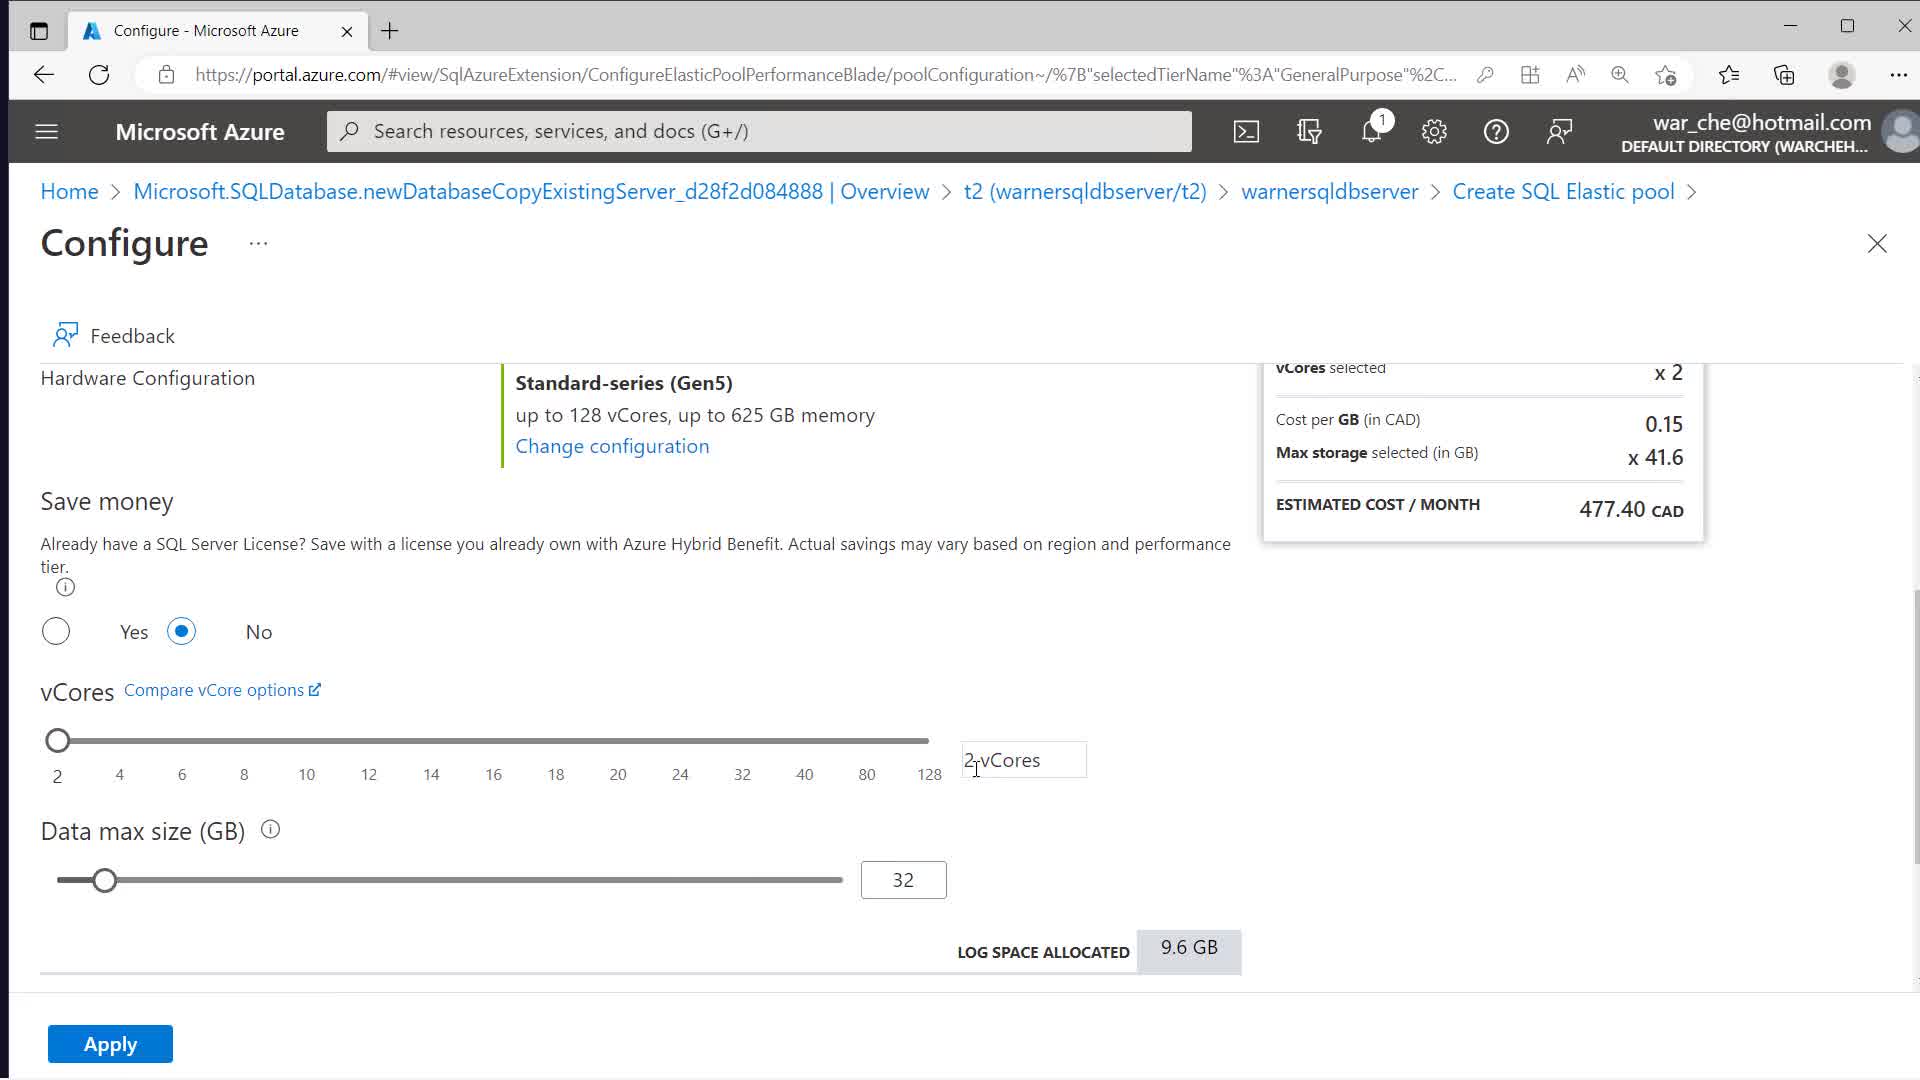 Configure - Microsoft Azure
https://portal.azure.com/#view/SqlAzureExtension/ConfigureElasticPoolPerformanceBlade/poolConfiguration~/%7B"selectedTierName"%3A"GeneralPurpose"%2C...
Microsoft Azure
Search resources, services, and docs (G+/)
1
war_che@hotmail.com
DEFAULT DIRECTORY (WARCHEH...
Home > Microsoft.SQLDatabase.newDatabaseCopyExistingServer_d28f2d084888 | Overview > t2 (warnersqldbserver/t2) > warnersqldbserver > Create SQL Elastic pool >
Configure ...
Feedback
Hardware Configuration
Standard-series (Gen5)
up to 128 vCores, up to 625 GB memory
Change configuration
vCores selected
x 2
Cost per GB (in CAD)
0.15
Max storage selected (in GB)
x 41.6
ESTIMATED COST / MONTH
477.40 CAD
Save money
Already have a SQL Server License? Save with a license you already own with Azure Hybrid Benefit. Actual savings may vary based on region and performance
tier.
Yes No
vCores Compare vCore options
2 4 6 8 10 12 14 16 18 20 24 32 40 80 128
2 vCores
Data max size (GB)
32
LOG SPACE ALLOCATED 9.6 GB
Apply